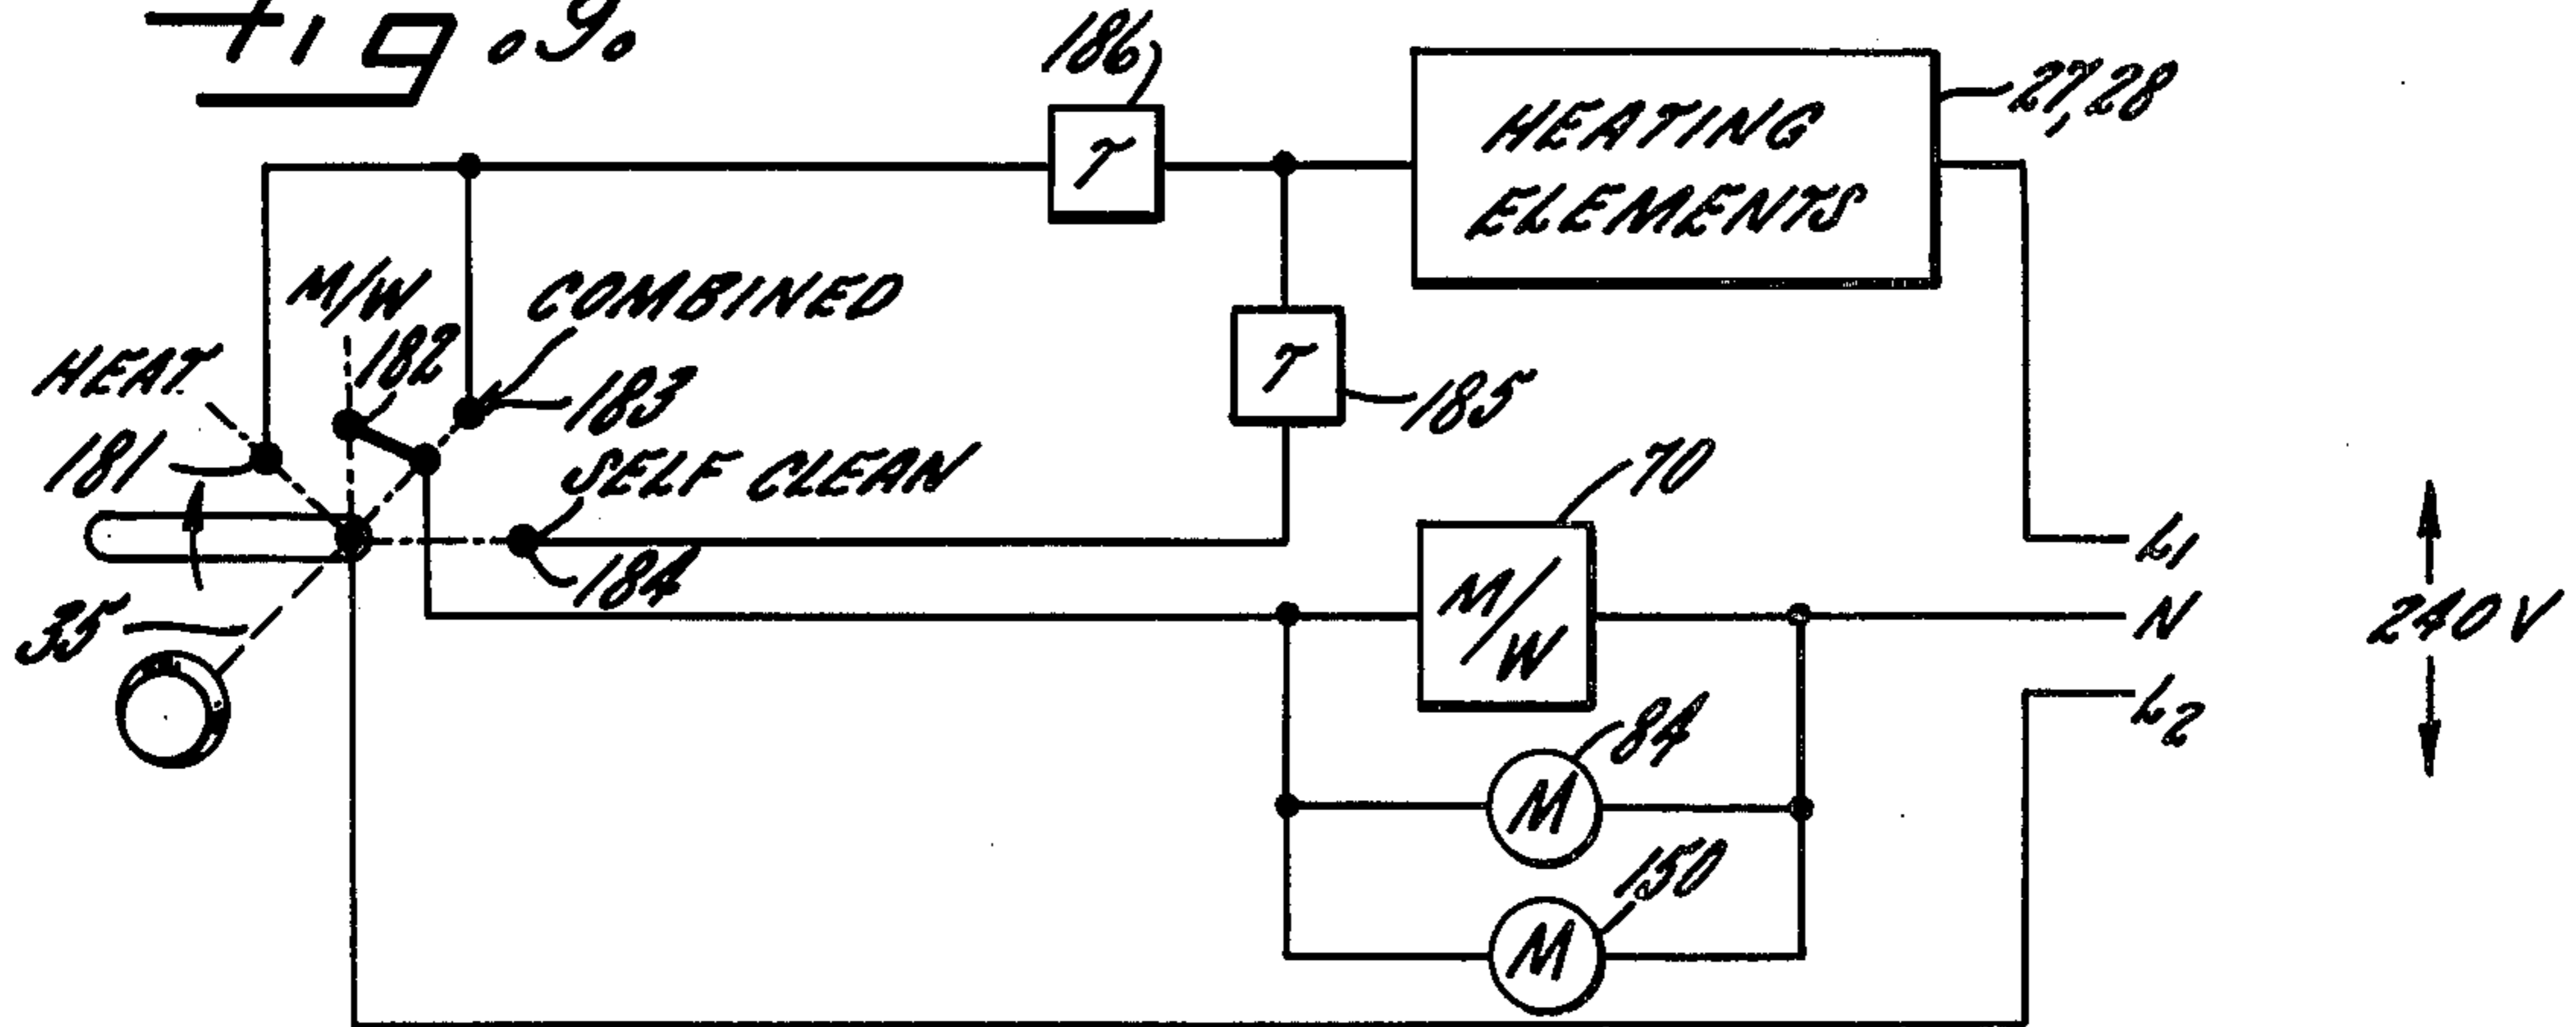 Fig. 9.
186
HEATING
ELEMENTS
27, 28
T
M/W
COMBINED
182
HEAT
183
T
185
181
SELF CLEAN
70
184
L1
M/
W
N
240V
35
L2
84
M
150
M